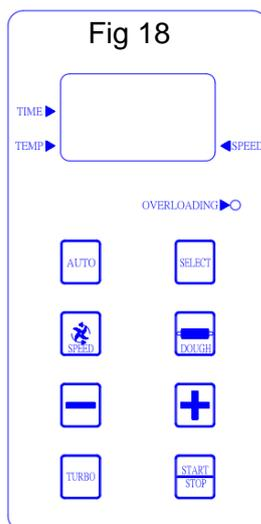 Fig 18
TIME
TEMP
SPEED
OVERLOADING
AUTO
SELECT
SPEED
DOUGH
TURBO
START
STOP